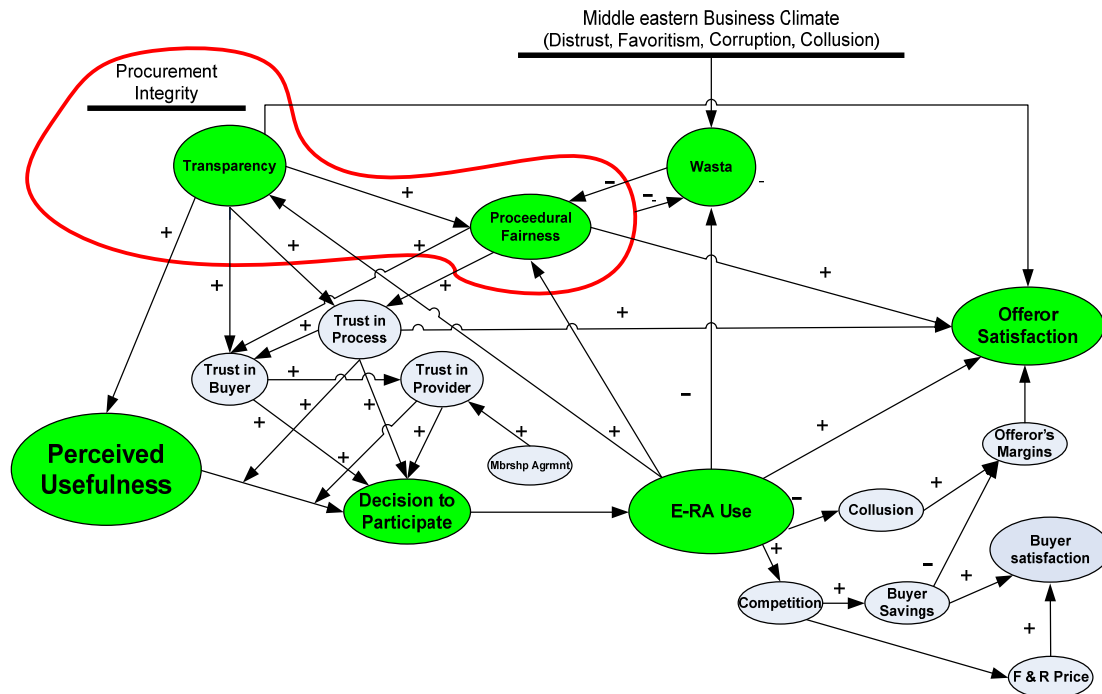 Middle eastern Business Climate
(Distrust, Favoritism, Corruption, Collusion)
Procurement
Integrity
Transparency
Wasta
-
+
-
-
-
Proceedural
Fairness
+
+
+
+
+
+
+
Offeror
Satisfaction
Trust in
Process
+
+
Trust in
Buyer
+
Trust in
Provider
-
+
+
+
+
+
+
+
+
Mbrshp Agrmnt
Offeror's
Margins
Perceived
Usefulness
Decision to
Participate
E-RA Use
-
Collusion
+
+
-
Buyer
satisfaction
Competition
+
Buyer
Savings
+
+
F & R Price